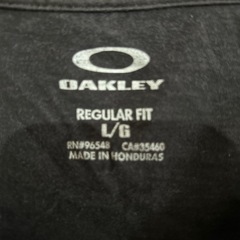 OAKLEY
REGULAR FIT
L/G
RN#96548 CA#35460
MADE IN HONDURAS